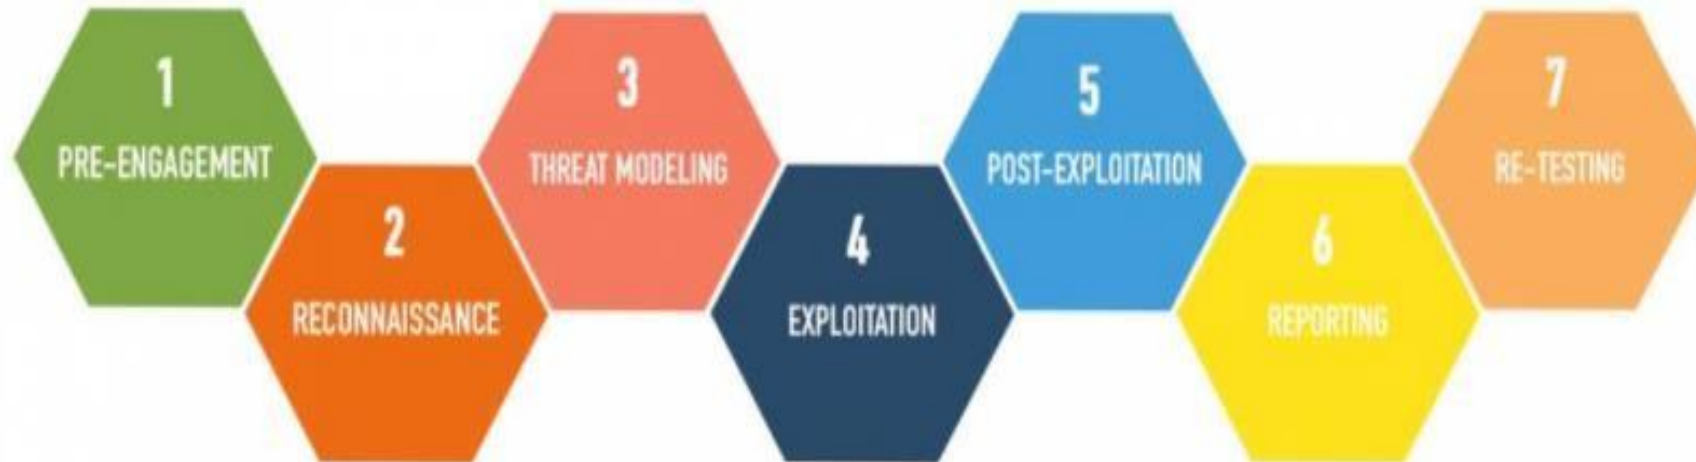 1
PRE-ENGAGEMENT
2
RECONNAISSANCE
3
THREAT MODELING
4
EXPLOITATION
5
POST-EXPLOITATION
6
REPORTING
7
RE-TESTING